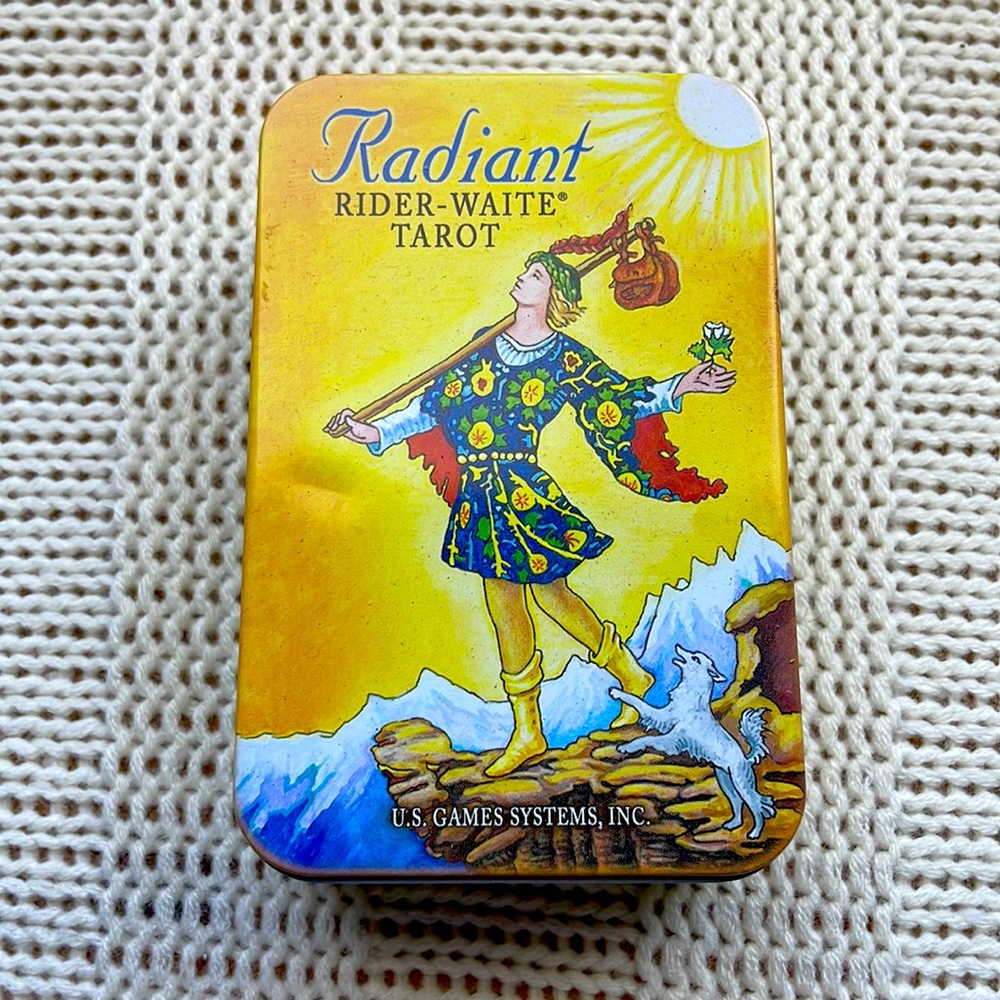 Radiant
RIDER-WAITE®
TAROT
U.S. GAMES SYSTEMS, INC.